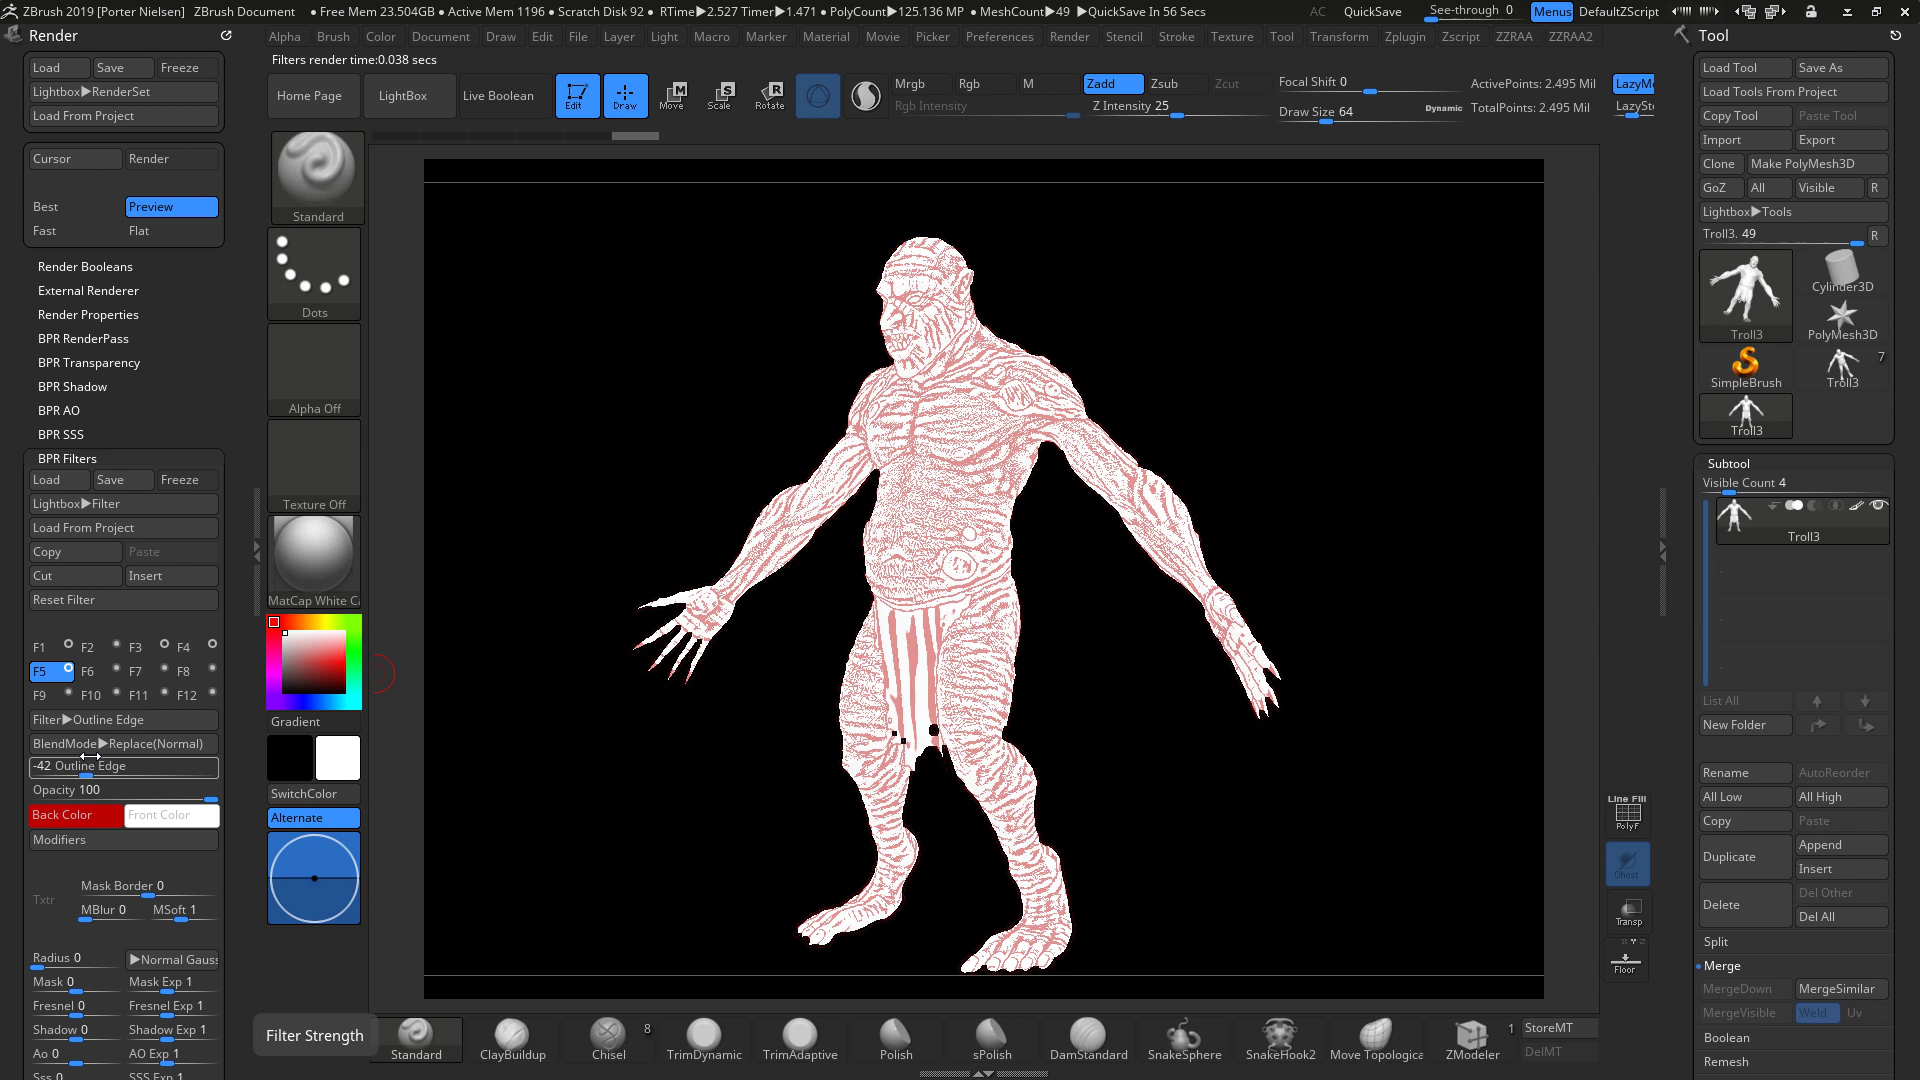 ZBrush 2019 [Porter Nielsen] ZBrush Document • Free Mem 23.504GB • Active Mem 1196 • Scratch Disk 92 • RTime▶2.527 Timer▶1.471 • PolyCount▶125.136 MP • MeshCount▶49 ▶QuickSave In 56 Secs AC QuickSave See-through 0 Menus DefaultZScript
Alpha Brush Color Document Draw Edit File Layer Light Macro Marker Material Movie Picker Preferences Render Stencil Stroke Texture Tool Transform Zplugin Zscript ZZRAA ZZRAA2
Filters render time:0.038 secs
Home Page LightBox Live Boolean Edit Draw Move Scale Rotate
Mrgb Rgb M Zadd Zsub Zcut
Rgb Intensity Z Intensity 25
Focal Shift 0
Draw Size 64 Dynamic
ActivePoints: 2.495 Mil
TotalPoints: 2.495 Mil
Render
Load Save Freeze
Lightbox▶RenderSet
Load From Project
Cursor Render
Best Preview
Fast Flat
Render Booleans
External Renderer
Render Properties
BPR RenderPass
BPR Transparency
BPR Shadow
BPR AO
BPR SSS
BPR Filters
Load Save Freeze
Lightbox▶Filter
Load From Project
Copy Paste
Cut Insert
Reset Filter
F1 F2 F3 F4
F5 F6 F7 F8
F9 F10 F11 F12
Filter▶Outline Edge
BlendMode▶Replace(Normal)
-42 Outline Edge
Opacity 100
Back Color Front Color
Modifiers
Txtr Mask Border 0
MBlur 0 MSoft 1
Radius 0 ▶Normal Gauss
Mask 0 Mask Exp 1
Fresnel 0 Fresnel Exp 1
Shadow 0 Shadow Exp 1
Ao 0 AO Exp 1
Sss 0 SSS Exp 1
Standard
Dots
Alpha Off
Texture Off
MatCap White
Gradient
SwitchColor
Alternate
Filter Strength
Standard ClayBuildup Chisel 8 TrimDynamic TrimAdaptive Polish sPolish DamStandard SnakeSphere SnakeHook2 Move Topologica ZModeler 1
StoreMT
DelMT
Line Fill
PolyF
Ghost
Transp
Floor
Tool
Load Tool Save As
Load Tools From Project
Copy Tool Paste Tool
Import Export
Clone Make PolyMesh3D
GoZ All Visible R
Lightbox▶Tools
Troll3. 49 R
Troll3 Cylinder3D
PolyMesh3D
SimpleBrush Troll3 7
Troll3
Subtool
Visible Count 4
Troll3
List All
New Folder
Rename AutoReorder
All Low All High
Copy Paste
Duplicate Append
Insert
Delete Del Other
Del All
Split
Merge
MergeDown MergeSimilar
MergeVisible Weld Uv
Boolean
Remesh